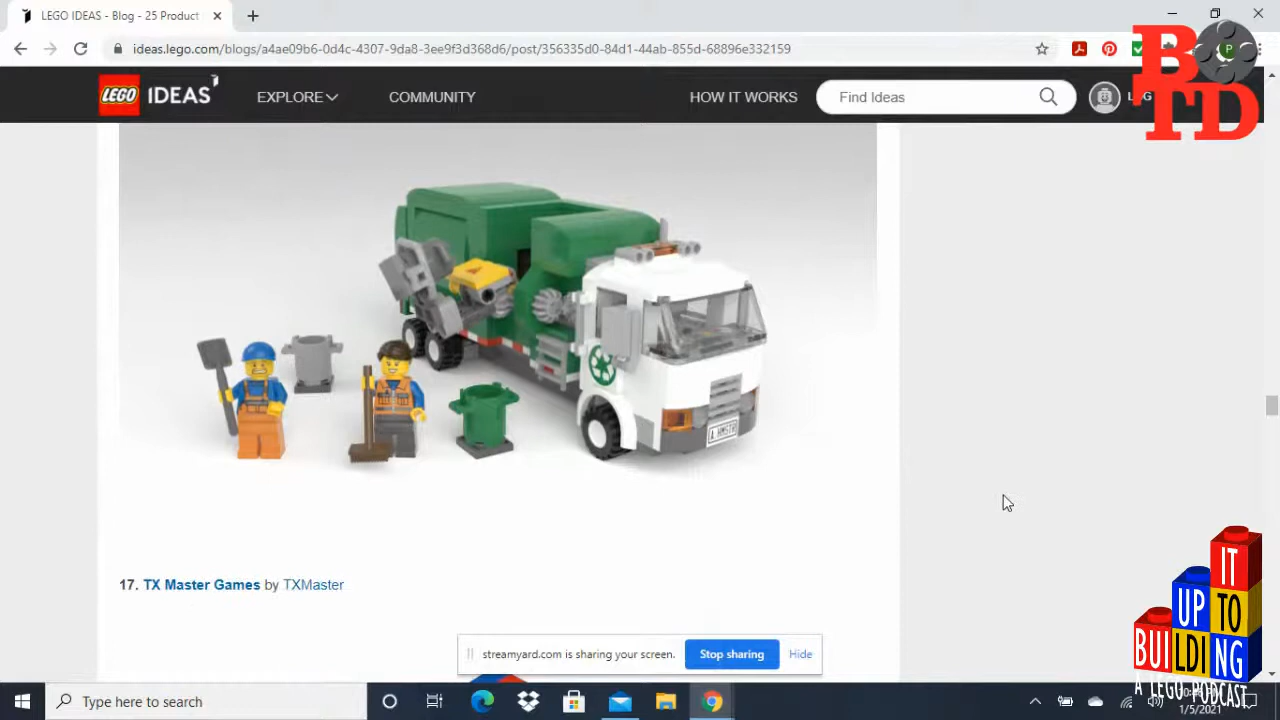 LEGO IDEAS - Blog - 25 Product
ideas.lego.com/blogs/a4ae09b6-0d4c-4307-9da8-3ee9f3d368d6/post/356335d0-84d1-44ab-855d-68896e332159
P
LEGO IDEAS
EXPLORE
COMMUNITY
HOW IT WORKS
Find Ideas
B
TD
17. TX Master Games by TXMaster
streamyard.com is sharing your screen.
Stop sharing
Hide
IT
UP TO
BUILDING
A LEGO PODCAST
Type here to search
1/5/2021